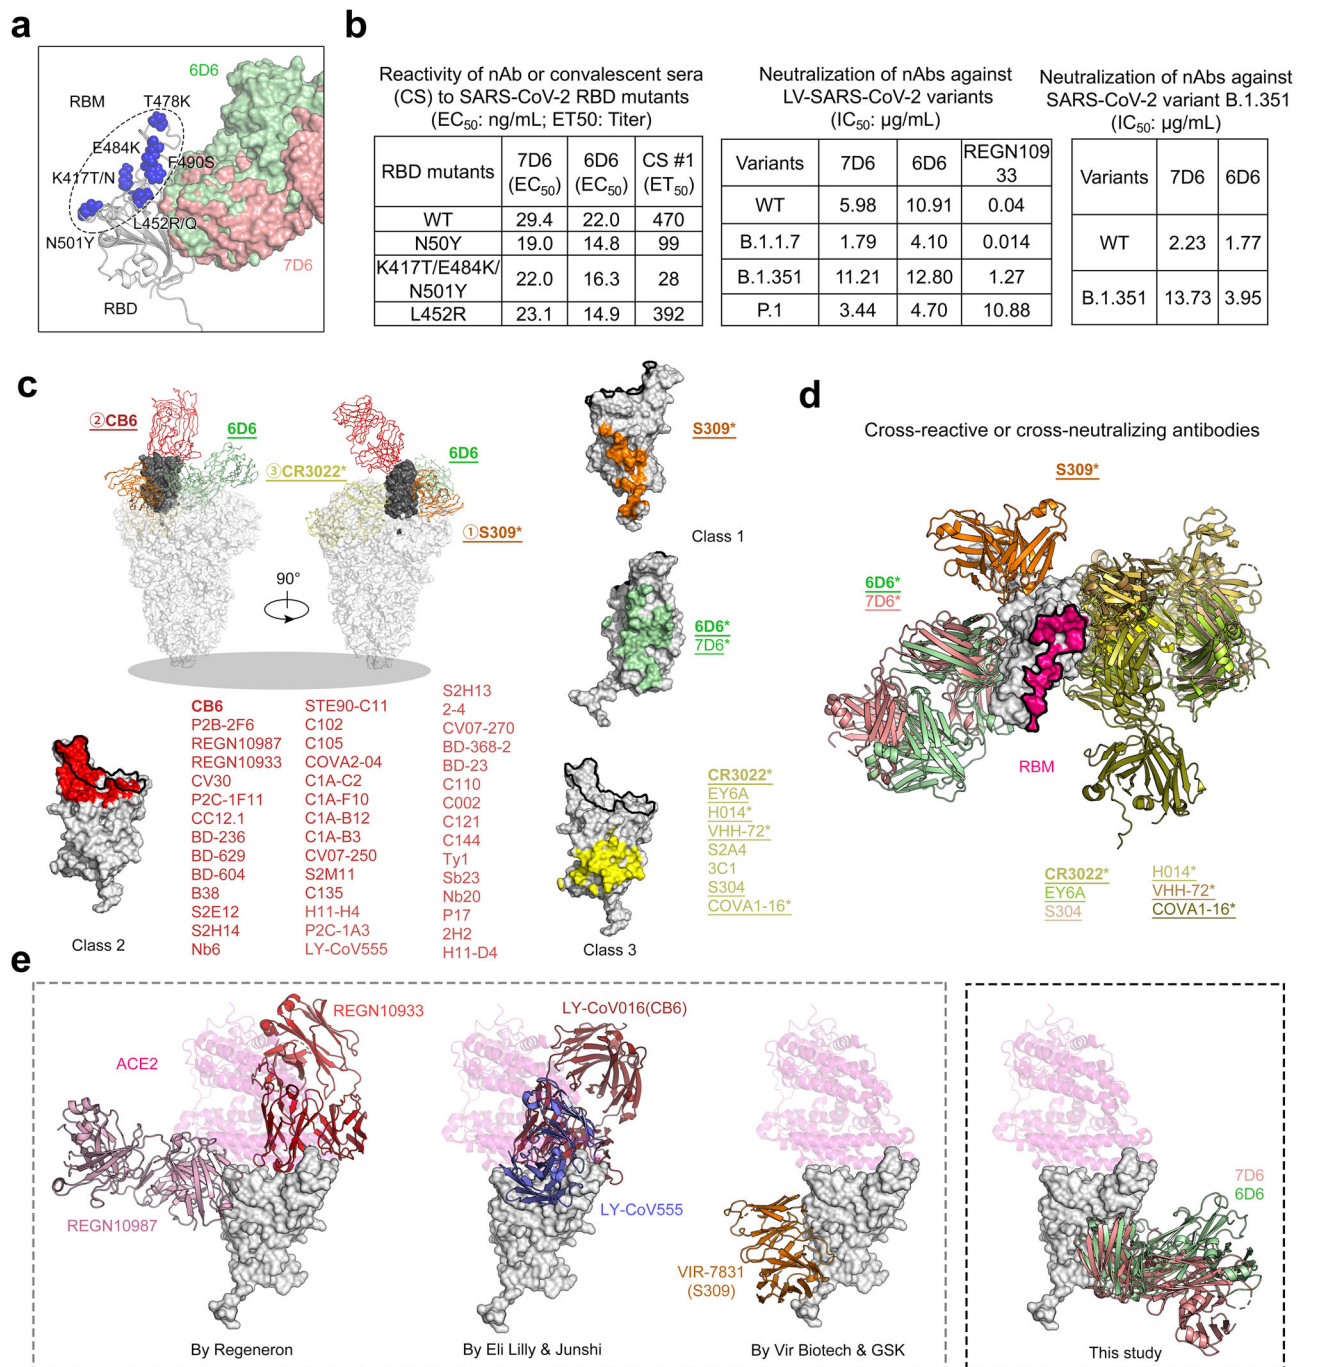 a
6D6
RBM
T478K
E484K
F490S
K417T/N
L452R/Q
N501Y
7D6
RBD
b
Reactivity of nAb or convalescent sera
(CS) to SARS-CoV-2 RBD mutants
(EC50: ng/mL; ET50: Titer)
RBD mutants 7D6 (EC50) 6D6 (EC50) CS #1 (ET50)
WT 29.4 22.0 470
N50Y 19.0 14.8 99
K417T/E484K/
N501Y 22.0 16.3 28
L452R 23.1 14.9 392
Neutralization of nAbs against
LV-SARS-CoV-2 variants
(IC50: µg/mL)
Variants 7D6 6D6 REGN109
33
WT 5.98 10.91 0.04
B.1.1.7 1.79 4.10 0.014
B.1.351 11.21 12.80 1.27
P.1 3.44 4.70 10.88
Neutralization of nAbs against
SARS-CoV-2 variant B.1.351
(IC50: µg/mL)
Variants 7D6 6D6
WT 2.23 1.77
B.1.351 13.73 3.95
c
②CB6
6D6
③CR3022*
6D6
①S309*
90°
S309*
Class 1
6D6*
7D6*
Class 2
CB6
P2B-2F6
REGN10987
REGN10933
CV30
P2C-1F11
CC12.1
BD-236
BD-629
BD-604
B38
S2E12
S2H14
Nb6
STE90-C11
C102
C105
COVA2-04
C1A-C2
C1A-F10
C1A-B12
C1A-B3
CV07-250
S2M11
C135
H11-H4
P2C-1A3
LY-CoV555
S2H13
2-4
CV07-270
BD-368-2
BD-23
C110
C002
C121
C144
Ty1
Sb23
Nb20
P17
2H2
H11-D4
Class 3
CR3022*
EY6A
H014*
VHH-72*
S2A4
3C1
S304
COVA1-16*
d
Cross-reactive or cross-neutralizing antibodies
S309*
6D6*
7D6*
RBM
CR3022*
EY6A
S304
H014*
VHH-72*
COVA1-16*
e
REGN10933
ACE2
REGN10987
By Regeneron
LY-CoV016(CB6)
LY-CoV555
By Eli Lilly & Junshi
VIR-7831
(S309)
By Vir Biotech & GSK
7D6
6D6
This study